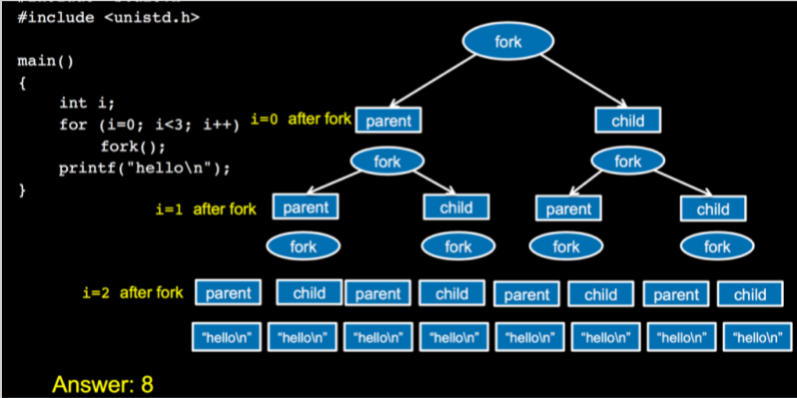 #include <unistd.h>
main()
{
int i;
for (i=0; i<3; i++)
fork();
printf("hello\n");
}
fork
i=0 after fork parent child
fork fork
i=1 after fork parent child parent child
fork fork fork fork
i=2 after fork parent child parent child parent child parent child
"hello\n" "hello\n" "hello\n" "hello\n" "hello\n" "hello\n" "hello\n" "hello\n"
Answer: 8